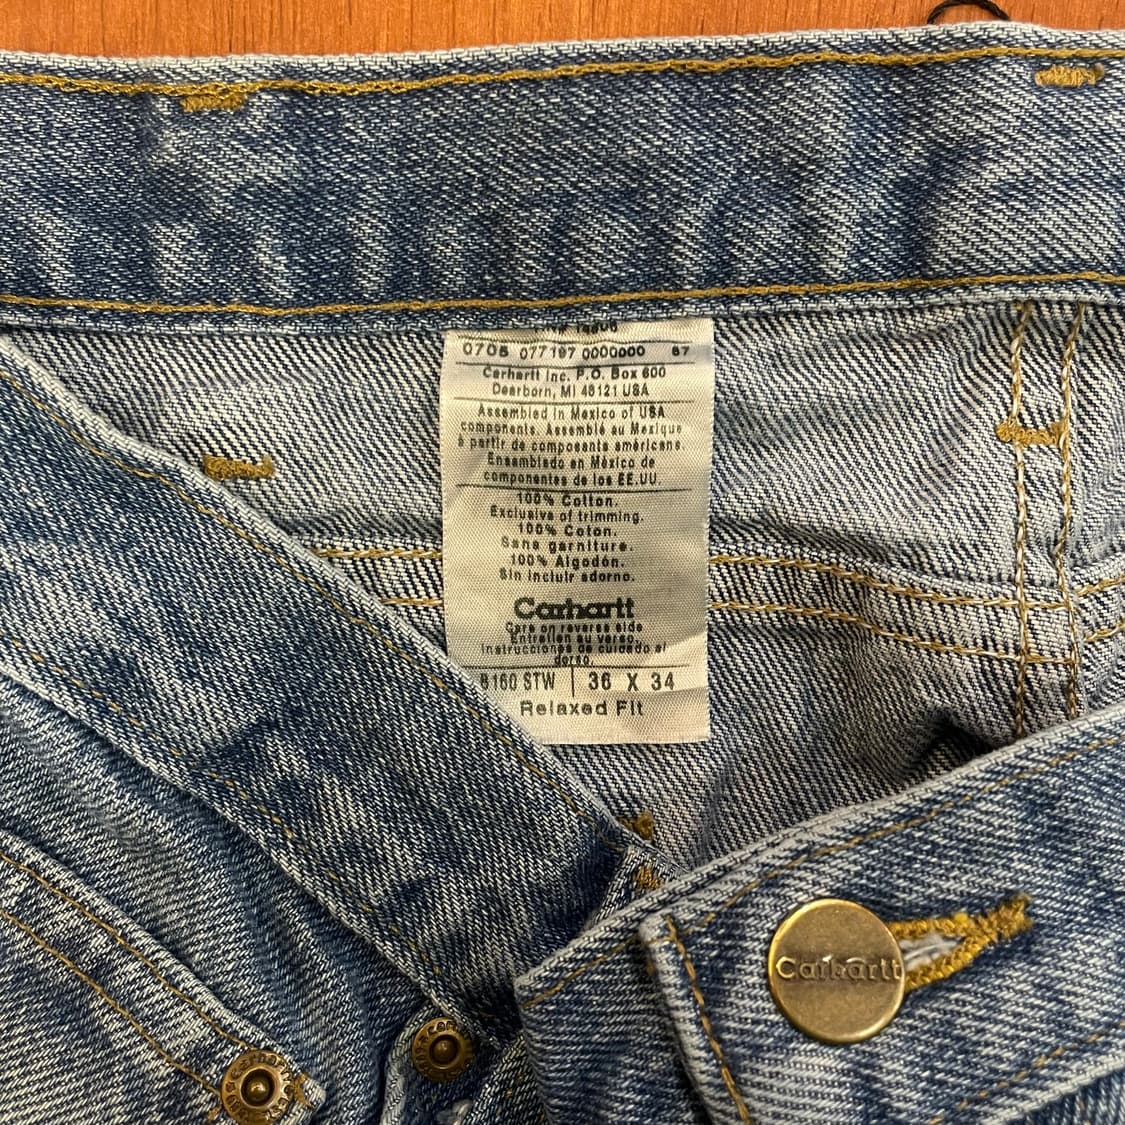 0705 077197 0000000 87
Carhartt Inc. P.O. Box 600
Dearborn, MI 48121 USA
Assembled in Mexico of USA
components. Assemblé au Mexique
à partir de composants américans.
Ensamblado en México de
componentes de los EE.UU.
100% Cotton.
Exclusive of trimming.
100% Coton.
Sans garniture.
100% Algodón.
Sin incluir adorno.
Carhartt
Care on reverse side
Entretien au verso.
Instrucciones de cuidado al
dorso.
B160 STW 36 X 34
Relaxed Fit
Carhartt